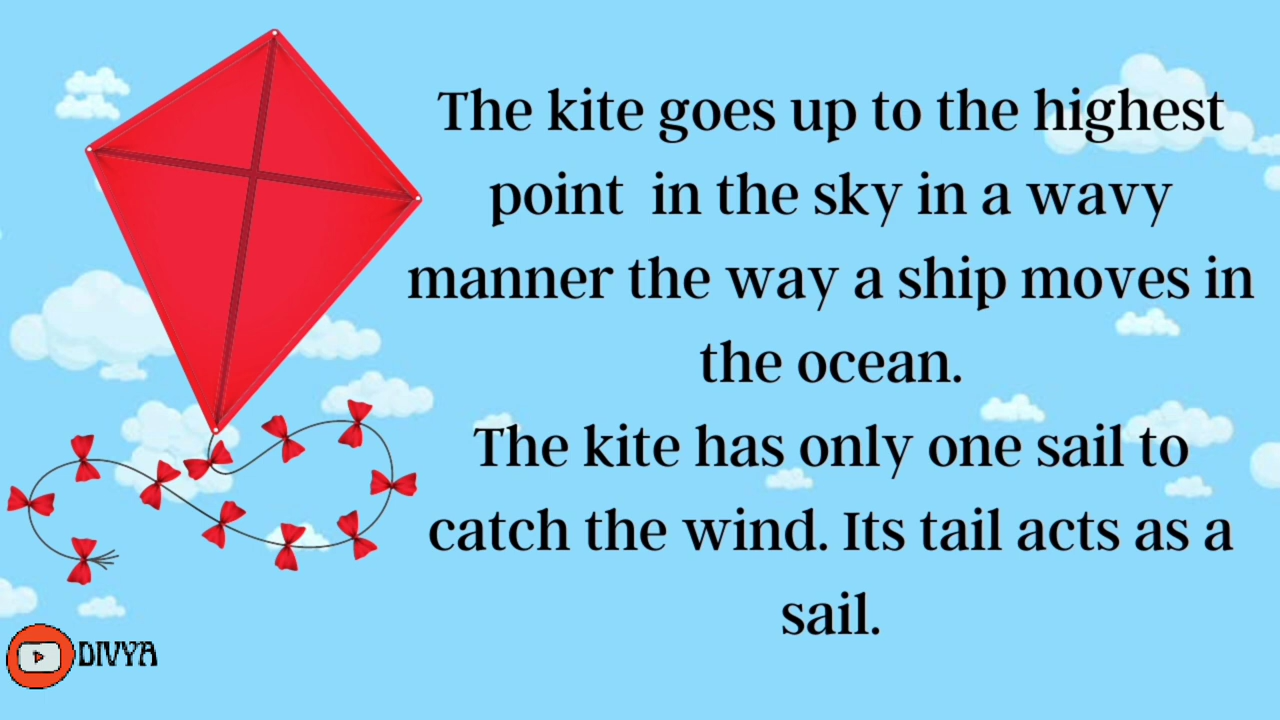 The kite goes up to the highest
point in the sky in a wavy
manner the way a ship moves in
the ocean.
The kite has only one sail to
catch the wind. Its tail acts as a
sail.
DIVYA